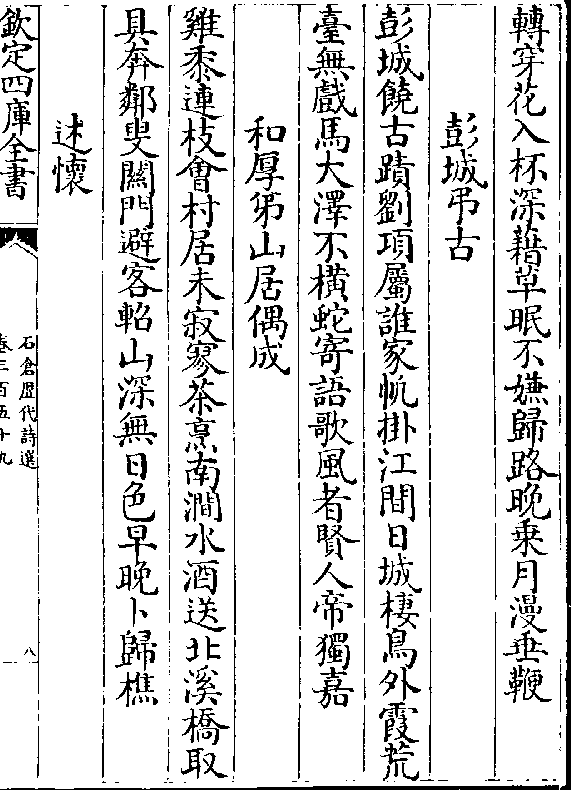 轉穿花入杯深藉草眠不嫌歸路晚乗月漫垂鞭
彭城弔古
彭城饒古蹟劉項屬誰家帆掛江間日城棲鳥外霞荒
臺無戲馬大澤不橫蛇寄語歌風者賢人帝獨嘉
和厚弟山居偶成
雞黍連枝會村居未寂寥茶烹南澗水酒送北溪橋取
具奔鄰叟關門避客軺山深無日色早晚卜歸樵
述懷
欽定四庫全書
石倉歴代詩選
卷三百五十九
八